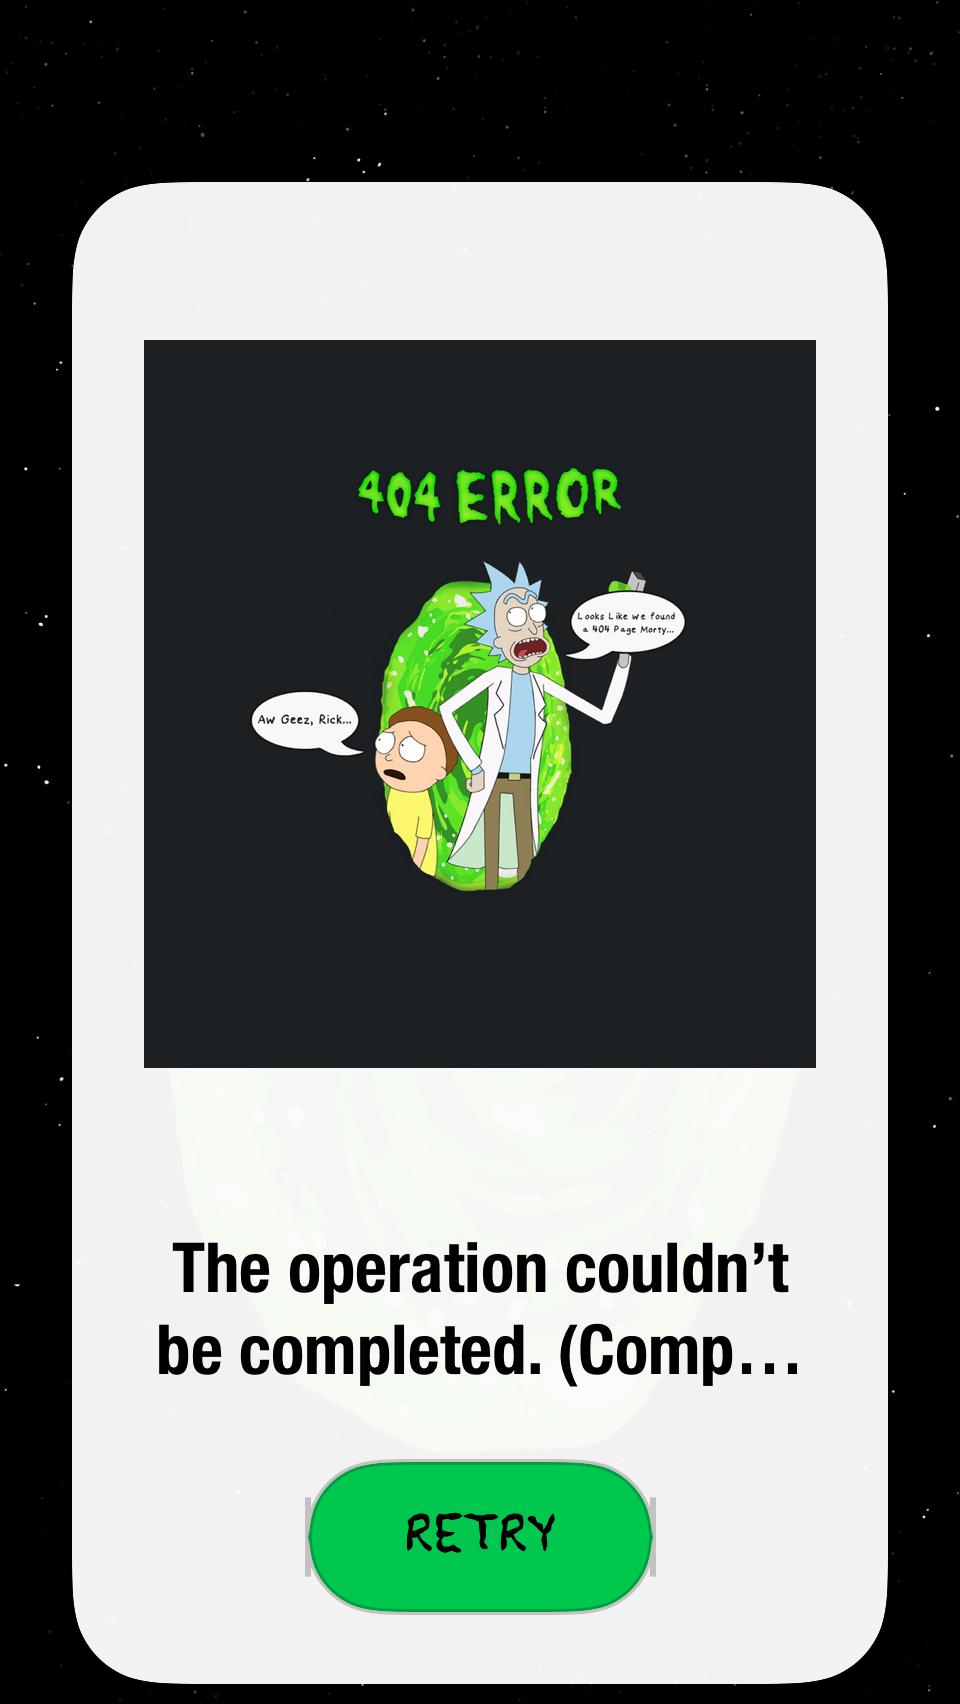 404 ERROR
Looks Like we found
a 404 Page Morty...
Aw Geez, Rick...
The operation couldn’t
be completed. (Comp…
RETRY